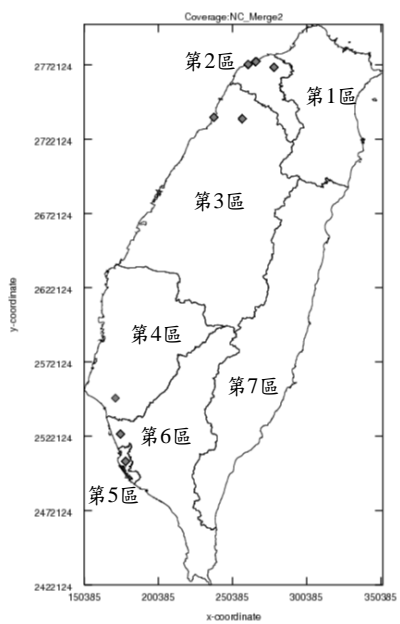 Coverage:NC_Merge2
2772124
第2區
第1區
2722124
第3區
2672124
y-coordinate
2622124
第4區
2572124
第7區
第6區
2522124
第5區
2472124
2422124
150385 200385 250385 300385 350385
x-coordinate